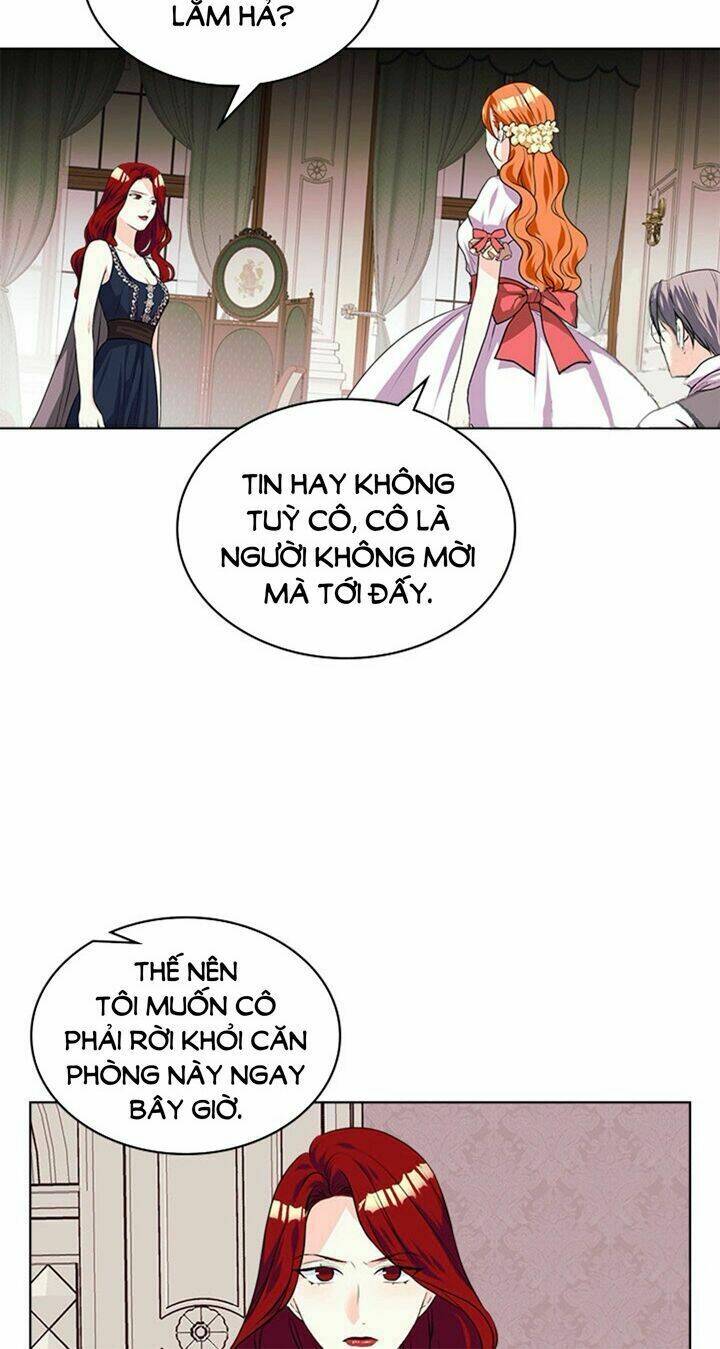 LẮM HẢ?
TIN HAY KHÔNG
TUỲ CÔ, CÔ LÀ
NGƯỜI KHÔNG MỜI
MÀ TỚI ĐẤY.
THẾ NÊN
TÔI MUỐN CÔ
PHẢI RỜI KHỎI CĂN
PHÒNG NÀY NGAY
BÂY GIỜ.